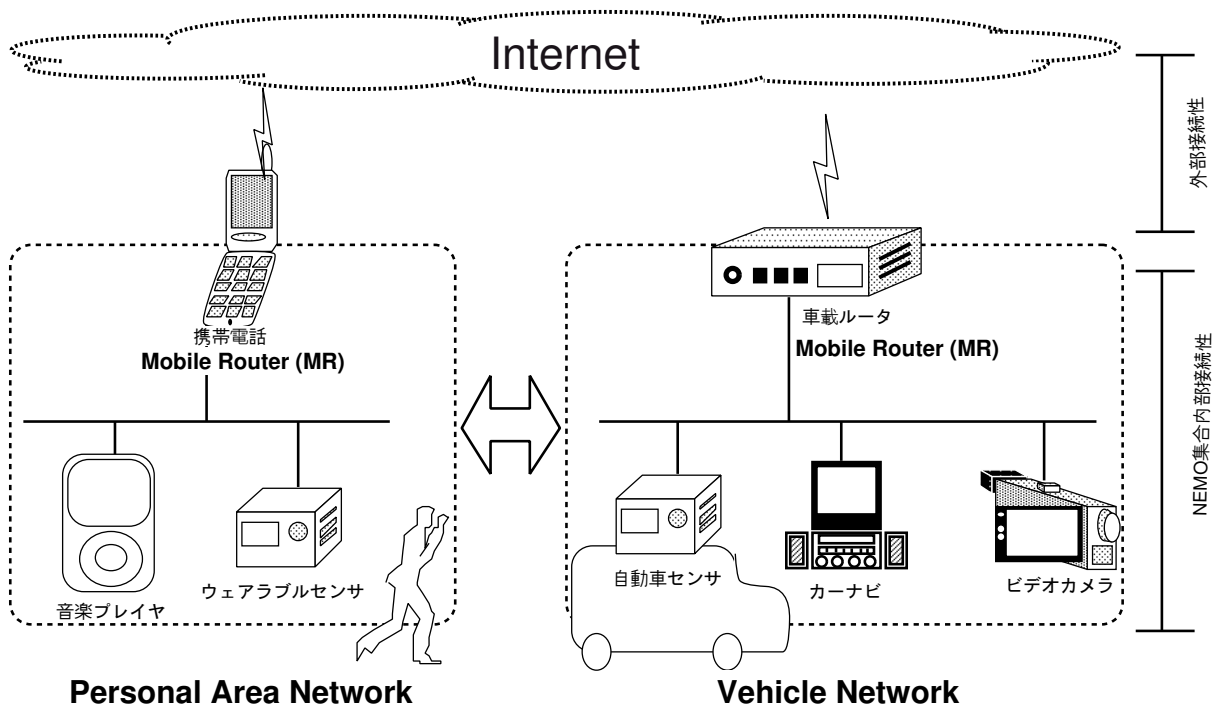 Internet
外部接続性
携帯電話
Mobile Router (MR)
車載ルータ
Mobile Router (MR)
NEMO集合内部接続性
音楽プレイヤ
ウェアラブルセンサ
自動車センサ
カーナビ
ビデオカメラ
Personal Area Network
Vehicle Network